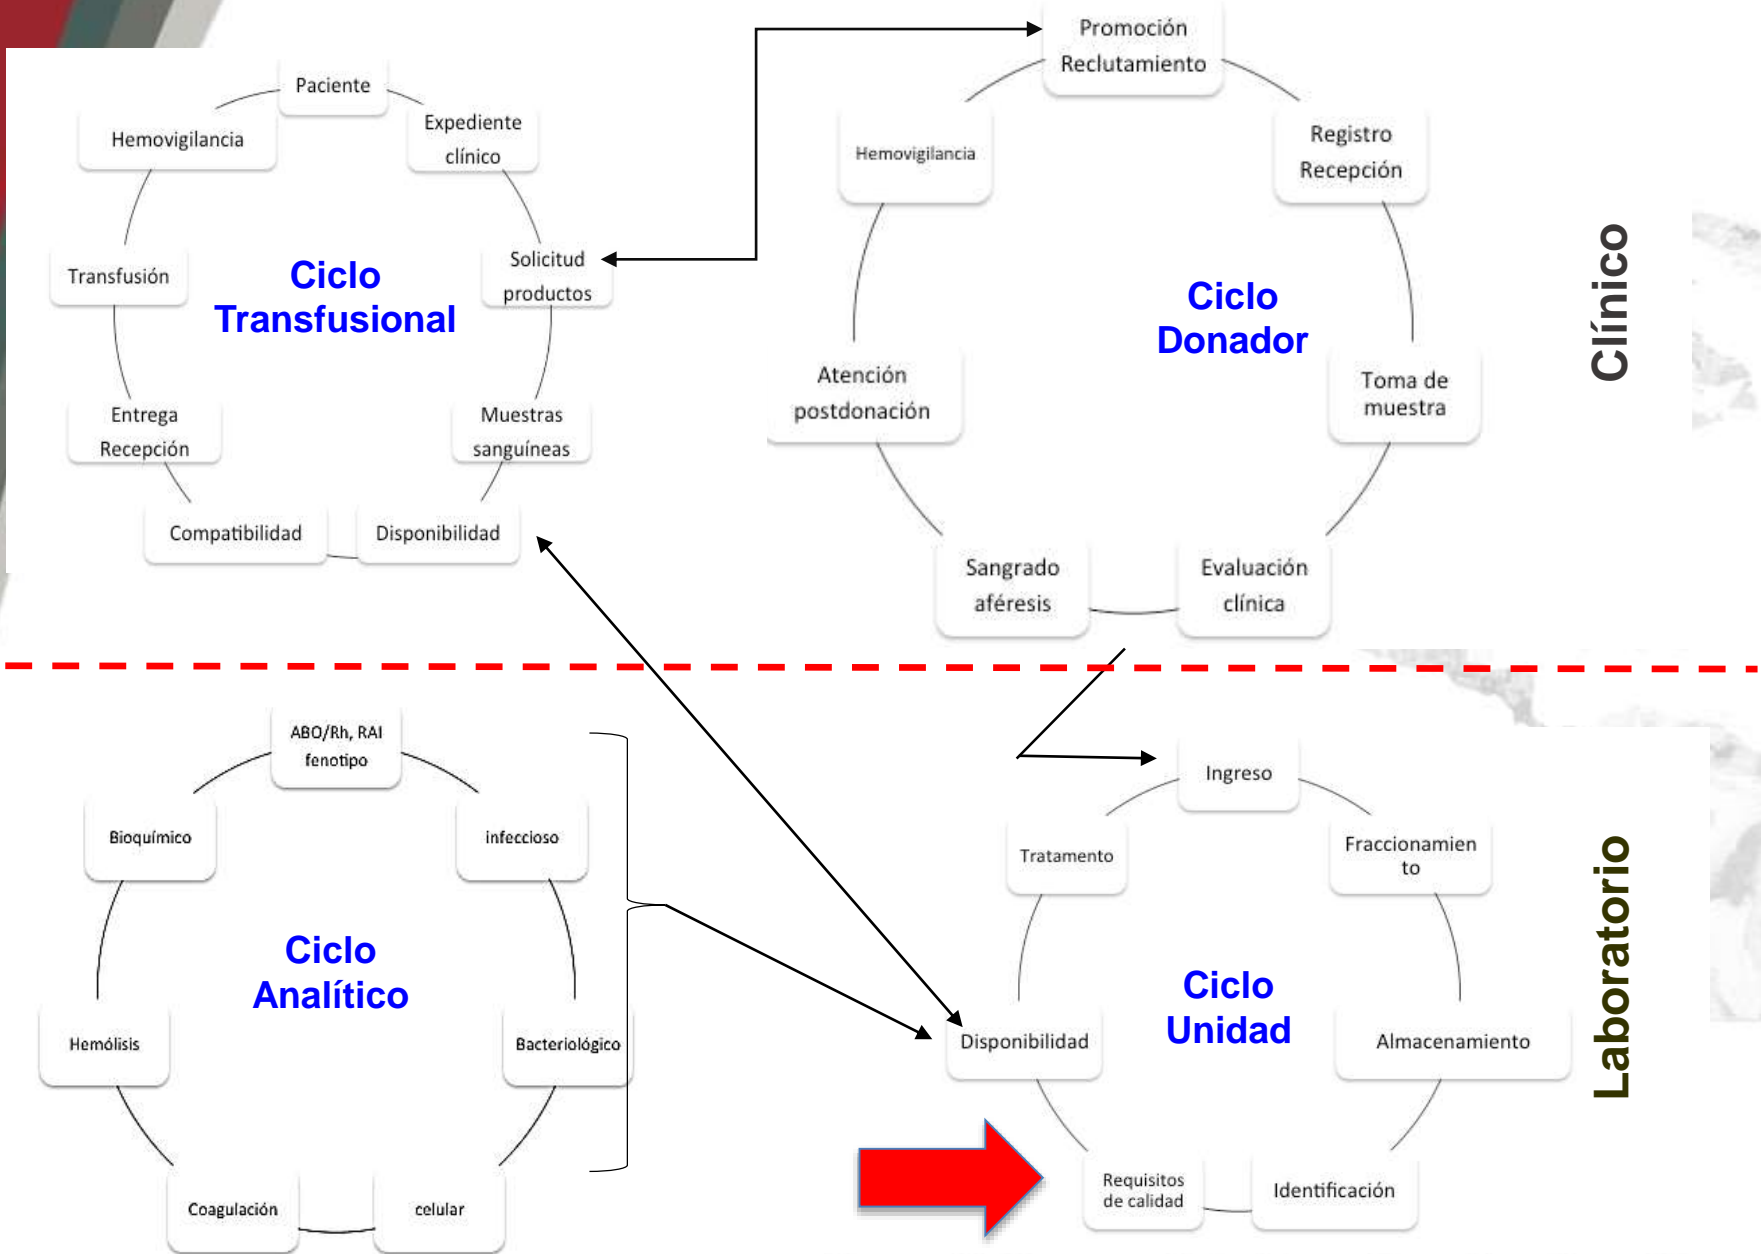 Paciente
Expediente
clínico
Solicitud
productos
Muestras
sanguíneas
Disponibilidad
Compatibilidad
Entrega
Recepción
Transfusión
Hemovigilancia
Ciclo
Transfusional
Promoción
Reclutamiento
Registro
Recepción
Toma de
muestra
Evaluación
clínica
Sangrado
aféresis
Atención
postdonación
Hemovigilancia
Ciclo
Donador
Clínico
ABO/Rh, RAI
fenotipo
infeccioso
Bacteriológico
celular
Coagulación
Hemólisis
Bioquímico
Ciclo
Analítico
Ingreso
Fraccionamien
to
Almacenamiento
Identificación
Requisitos
de calidad
Disponibilidad
Tratamento
Ciclo
Unidad
Laboratorio